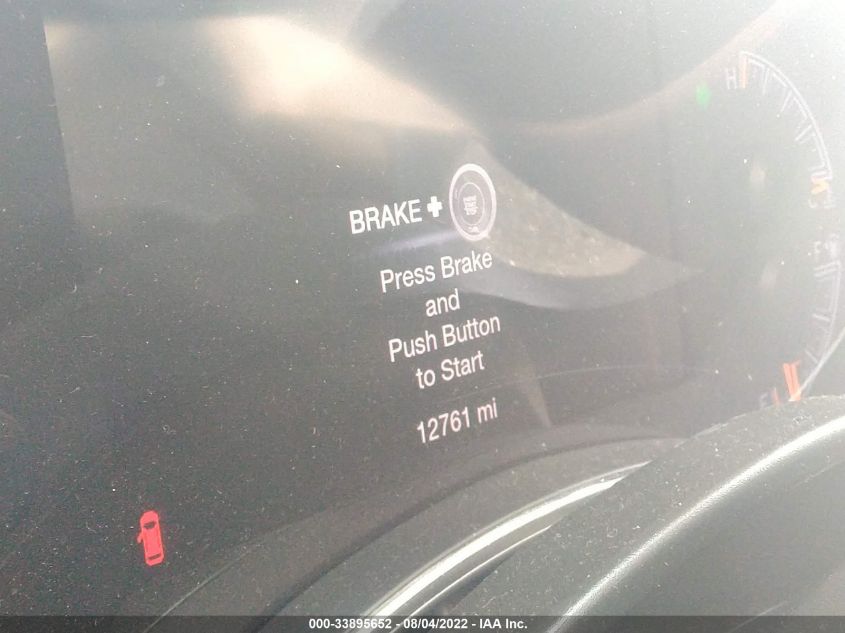 H
BRAKE +
Press Brake
and
Push Button
to Start
12761 mi
000-33895652 - 08/04/2022 - IAA Inc.